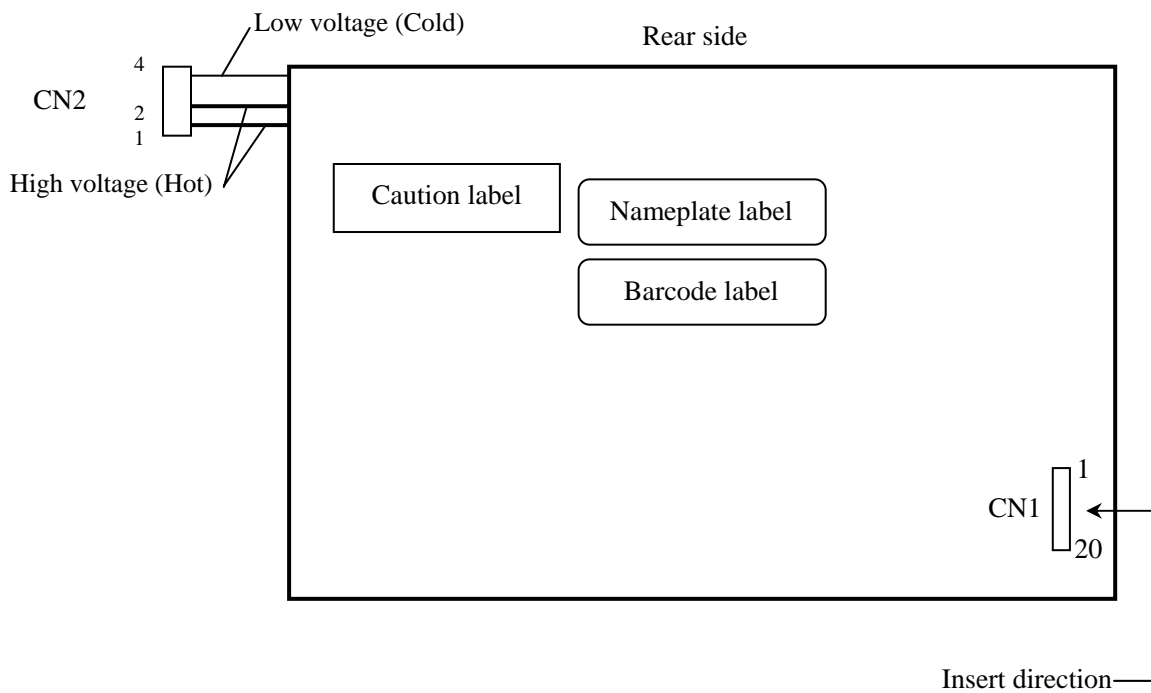 Low voltage (Cold)
Rear side
4
CN2
2
1
High voltage (Hot)
Caution label
Nameplate label
Barcode label
1
CN1
20
Insert direction